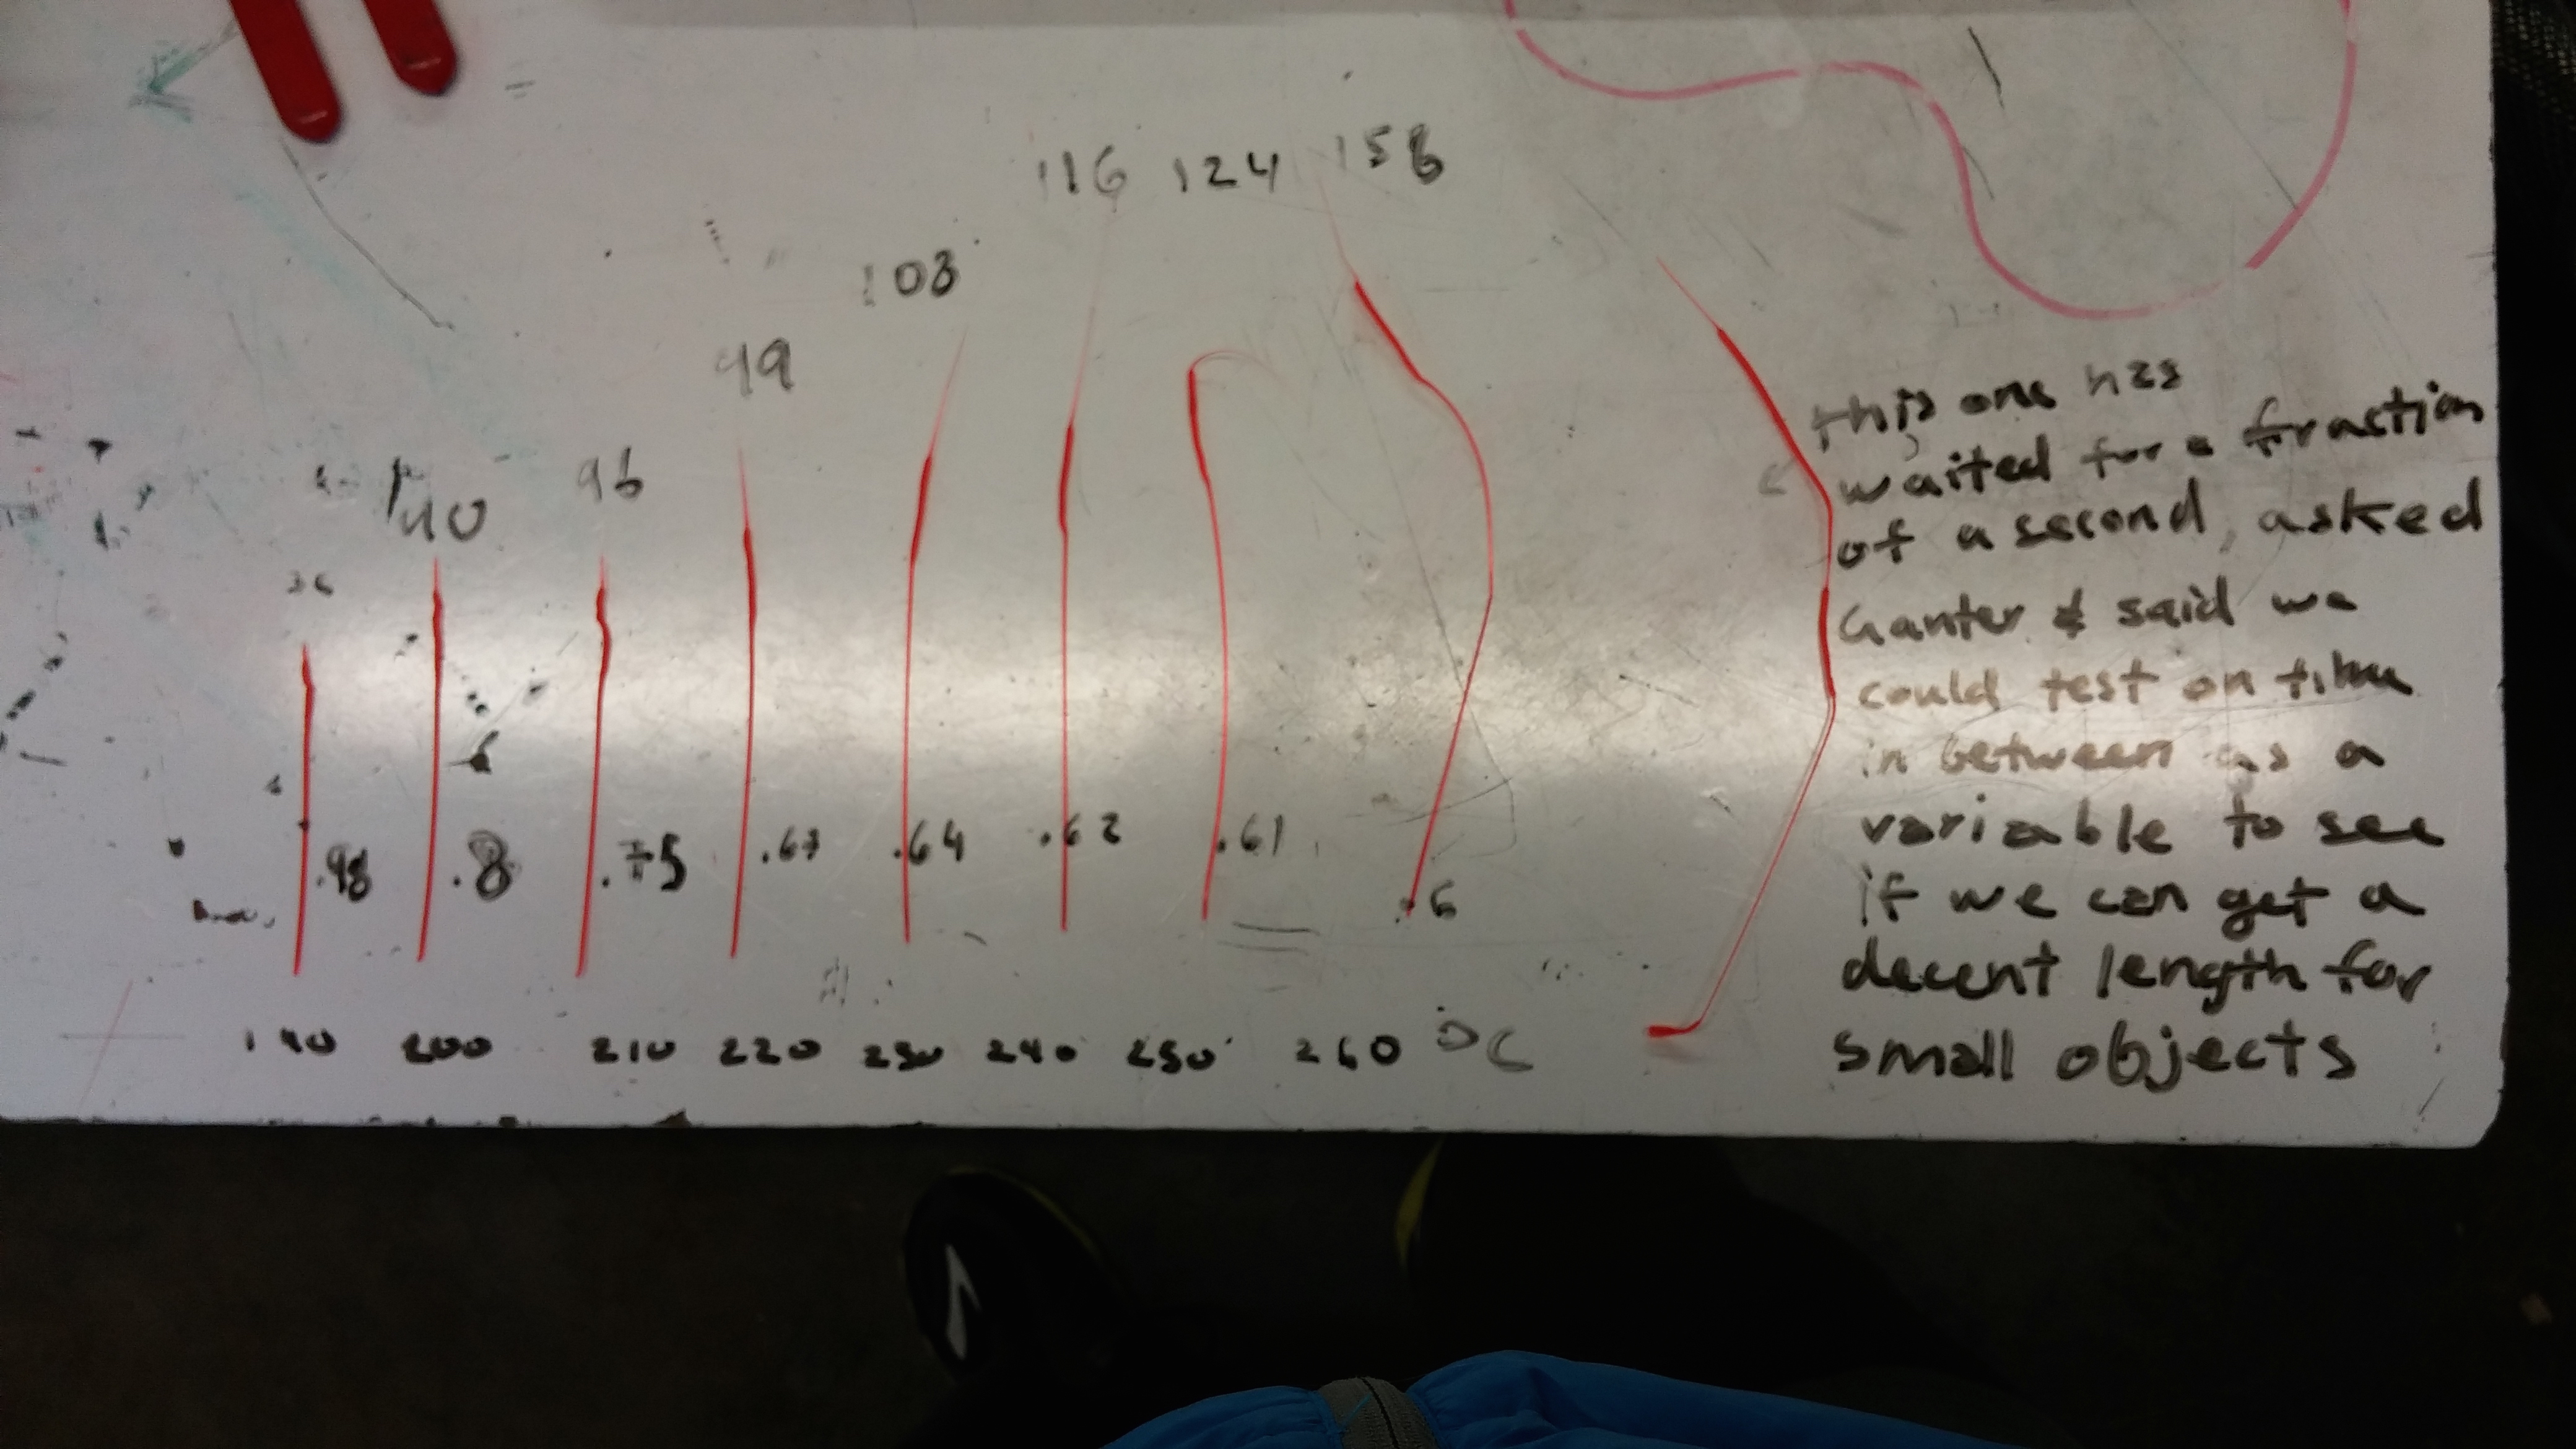 116 124 156
108
99
96
.98 .8 .75 .67 .64 .62 .61 .6
190 200 210 220 230 240 250 260 °C
this one has
waited for a fraction
of a second, asked
Ganter & said we
could test on time
in between as a
variable to see
if we can get a
decent length for
small objects